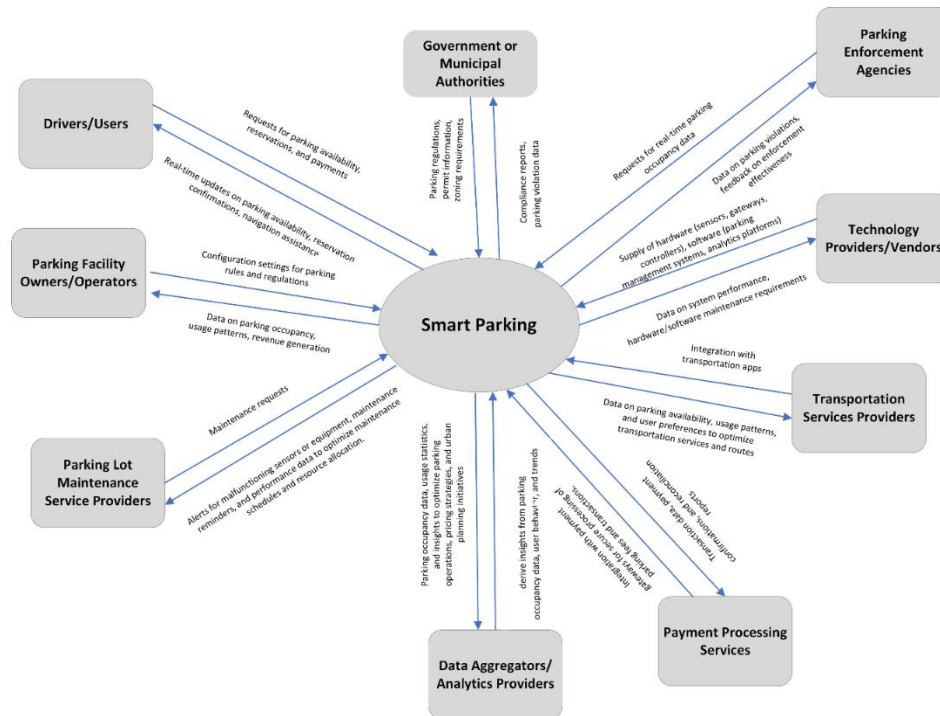 Government or
Municipal
Authorities
Parking
Enforcement
Agencies
Drivers/Users
Requests for parking availability,
reservations, and payments
Real-time updates on parking availability, reservation
confirmations, navigation assistance
Parking regulations,
permit information,
zoning requirements
Compliance reports,
parking violation data
Requests for real-time parking
occupancy data
Data on parking violations,
feedback on enforcement
effectiveness
Technology
Providers/Vendors
Supply of hardware (sensors, gateways,
controllers), software (parking
management systems, analytics platforms)
Data on system performance,
hardware/software maintenance requirements
Parking Facility
Owners/Operators
Configuration settings for parking
rules and regulations
Data on parking occupancy,
usage patterns, revenue generation
Smart Parking
Integration with
transportation apps
Transportation
Services Providers
Data on parking availability, usage patterns,
and user preferences to optimize
transportation services and routes
Maintenance requests
Parking Lot
Maintenance
Service Providers
Alerts for malfunctioning sensors or equipment, maintenance
reminders, and performance data to optimize maintenance
schedules and resource allocation.
Parking occupancy data, usage statistics,
and insights to optimize parking
operations, pricing strategies, and urban
planning initiatives
derive insights from parking
occupancy data, user and trends
Integration with payment
gateways for secure processing of
parking fees and transactions,
Transaction data, payment
confirmations, and reconciliation
reports
Data Aggregators/
Analytics Providers
Payment Processing
Services